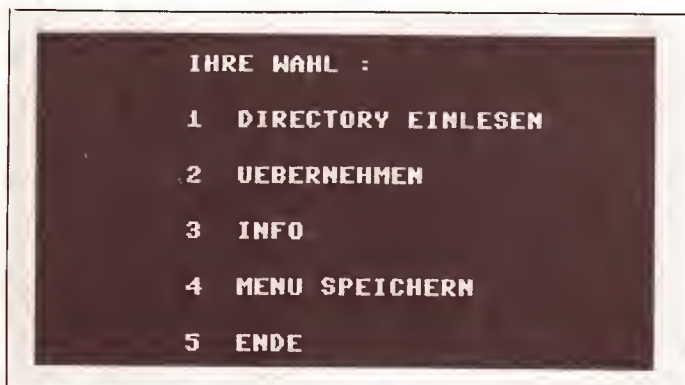 IHRE WAHL :
1 DIRECTORY EINLESEN
2 UEBERNEHMEN
3 INFO
4 MENU SPEICHERN
5 ENDE